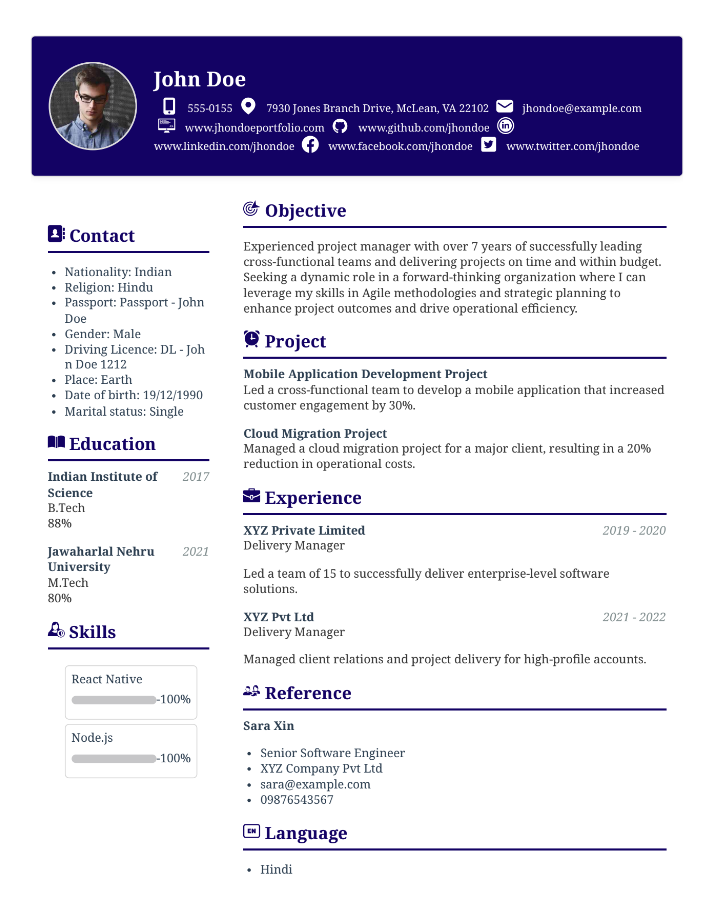 John Doe
555-0155 7930 Jones Branch Drive, McLean, VA 22102 jhondoe@example.com
www.jhondoeportfolio.com www.github.com/jhondoe
www.linkedin.com/jhondoe www.facebook.com/jhondoe www.twitter.com/jhondoe
Contact
• Nationality: Indian
• Religion: Hindu
• Passport: Passport - John
Doe
• Gender: Male
• Driving Licence: DL - Joh
n Doe 1212
• Place: Earth
• Date of birth: 19/12/1990
• Marital status: Single
Education
Indian Institute of 2017
Science
B.Tech
88%
Jawaharlal Nehru 2021
University
M.Tech
80%
Skills
React Native
-100%
Node.js
-100%
Objective
Experienced project manager with over 7 years of successfully leading
cross-functional teams and delivering projects on time and within budget.
Seeking a dynamic role in a forward-thinking organization where I can
leverage my skills in Agile methodologies and strategic planning to
enhance project outcomes and drive operational efficiency.
Project
Mobile Application Development Project
Led a cross-functional team to develop a mobile application that increased
customer engagement by 30%.
Cloud Migration Project
Managed a cloud migration project for a major client, resulting in a 20%
reduction in operational costs.
Experience
XYZ Private Limited 2019 - 2020
Delivery Manager
Led a team of 15 to successfully deliver enterprise-level software
solutions.
XYZ Pvt Ltd 2021 - 2022
Delivery Manager
Managed client relations and project delivery for high-profile accounts.
Reference
Sara Xin
• Senior Software Engineer
• XYZ Company Pvt Ltd
• sara@example.com
• 09876543567
EN Language
• Hindi